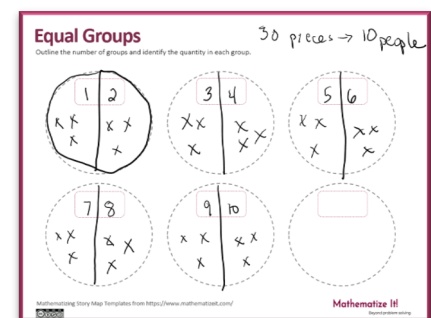 Equal Groups
30 pieces → 10 people
Outline the number of groups and identify the quantity in each group.
1 2
3 4
5 6
7 8
9 10
Mathematizing Story Map Templates from https://www.mathematizeit.com/
Mathematize It!
Beyond problem solving